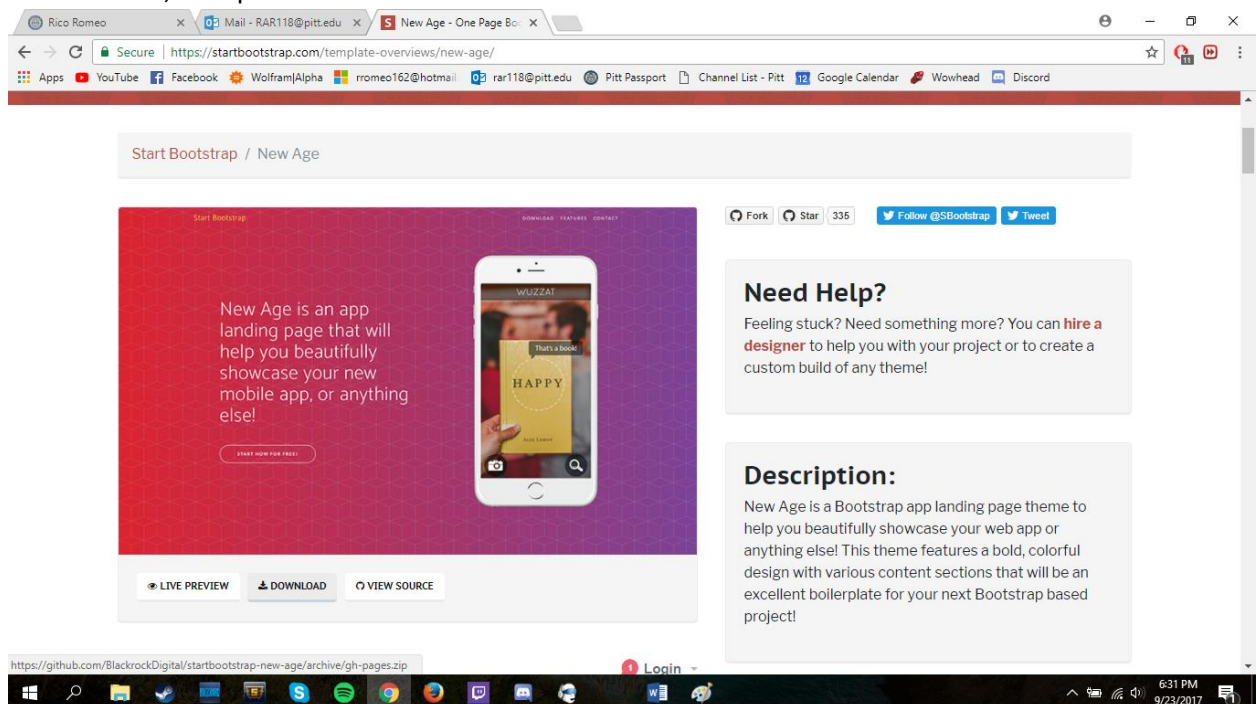 Rico Romeo
Mail - RAR118@pitt.edu
New Age - One Page Bo
Secure | https://startbootstrap.com/template-overviews/new-age/
Apps YouTube Facebook Wolfram|Alpha rromeo162@hotmail rar118@pitt.edu Pitt Passport Channel List - Pitt 12 Google Calendar Wowhead Discord
11
Start Bootstrap / New Age
Start Bootstrap
DOWNLOAD FEATURES CONTACT
New Age is an app
landing page that will
help you beautifully
showcase your new
mobile app, or anything
else!
START NOW FOR FREE!
WUZZAT
That's a book!
HAPPY
LIVE PREVIEW DOWNLOAD VIEW SOURCE
Fork Star 335 Follow @SBootstrap Tweet
Need Help?
Feeling stuck? Need something more? You can hire a
designer to help you with your project or to create a
custom build of any theme!
Description:
New Age is a Bootstrap app landing page theme to
help you beautifully showcase your web app or
anything else! This theme features a bold, colorful
design with various content sections that will be an
excellent boilerplate for your next Bootstrap based
project!
https://github.com/BlackrockDigital/startbootstrap-new-age/archive/gh-pages.zip
1 Login
6:31 PM
9/23/2017